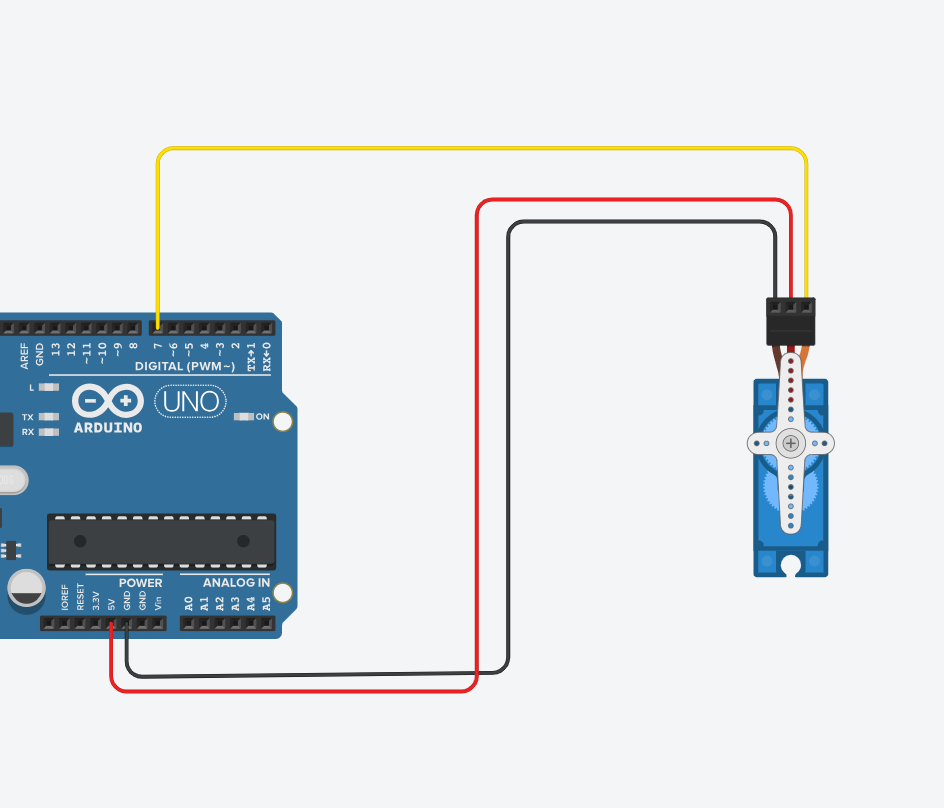 AREF
GND
13
12
~11
~10
~9
8
7
~6
~5
4
~3
2
TX→1
RX←0
DIGITAL (PWM~)
L
TX
RX
ARDUINO
UNO
ON
POWER
ANALOG IN
IOREF
RESET
3.3V
5V
GND
GND
Vin
A0
A1
A2
A3
A4
A5